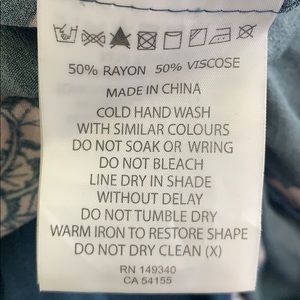 50% RAYON 50% VISCOSE
MADE IN CHINA
COLD HAND WASH
WITH SIMILAR COLOURS
DO NOT SOAK OR WRING
DO NOT BLEACH
LINE DRY IN SHADE
WITHOUT DELAY
DO NOT TUMBLE DRY
WARM IRON TO RESTORE SHAPE
DO NOT DRY CLEAN (X)
RN 149340
CA 54155